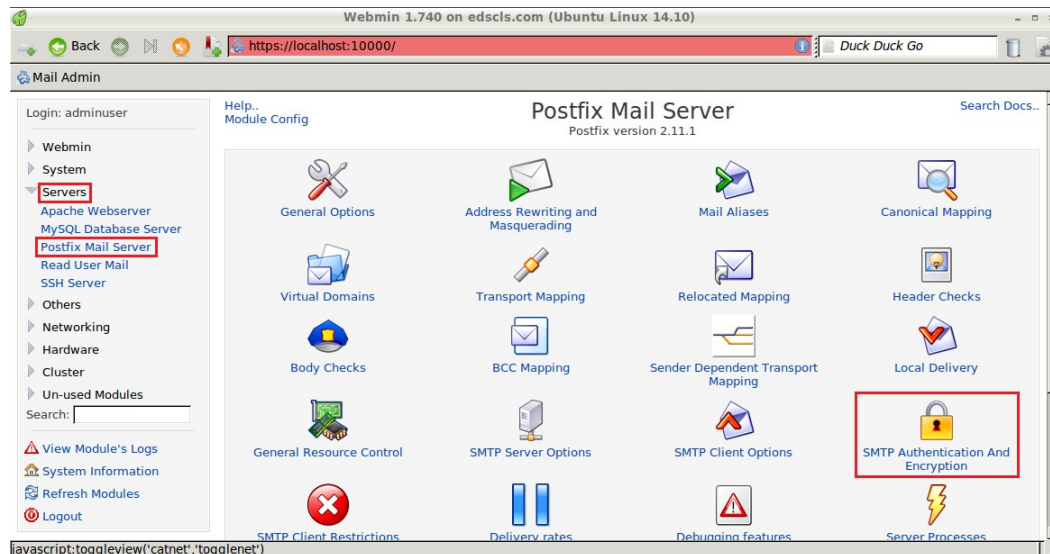 Webmin 1.740 on edscls.com (Ubuntu Linux 14.10)
Back
https://localhost:10000/
Duck Duck Go
Mail Admin
Login: adminuser
Webmin
System
Servers
Apache Webserver
MySQL Database Server
Postfix Mail Server
Read User Mail
SSH Server
Others
Networking
Hardware
Cluster
Un-used Modules
Search:
View Module's Logs
System Information
Refresh Modules
Logout
Help..
Module Config
Postfix Mail Server
Postfix version 2.11.1
Search Docs..
General Options
Address Rewriting and
Masquerading
Mail Aliases
Canonical Mapping
Virtual Domains
Transport Mapping
Relocated Mapping
Header Checks
Body Checks
BCC Mapping
Sender Dependent Transport
Mapping
Local Delivery
General Resource Control
SMTP Server Options
SMTP Client Options
SMTP Authentication And
Encryption
SMTP Client Restrictions
Delivery rates
Debugging features
Server Processes
javascript:toggleview('catnet','togglenet')